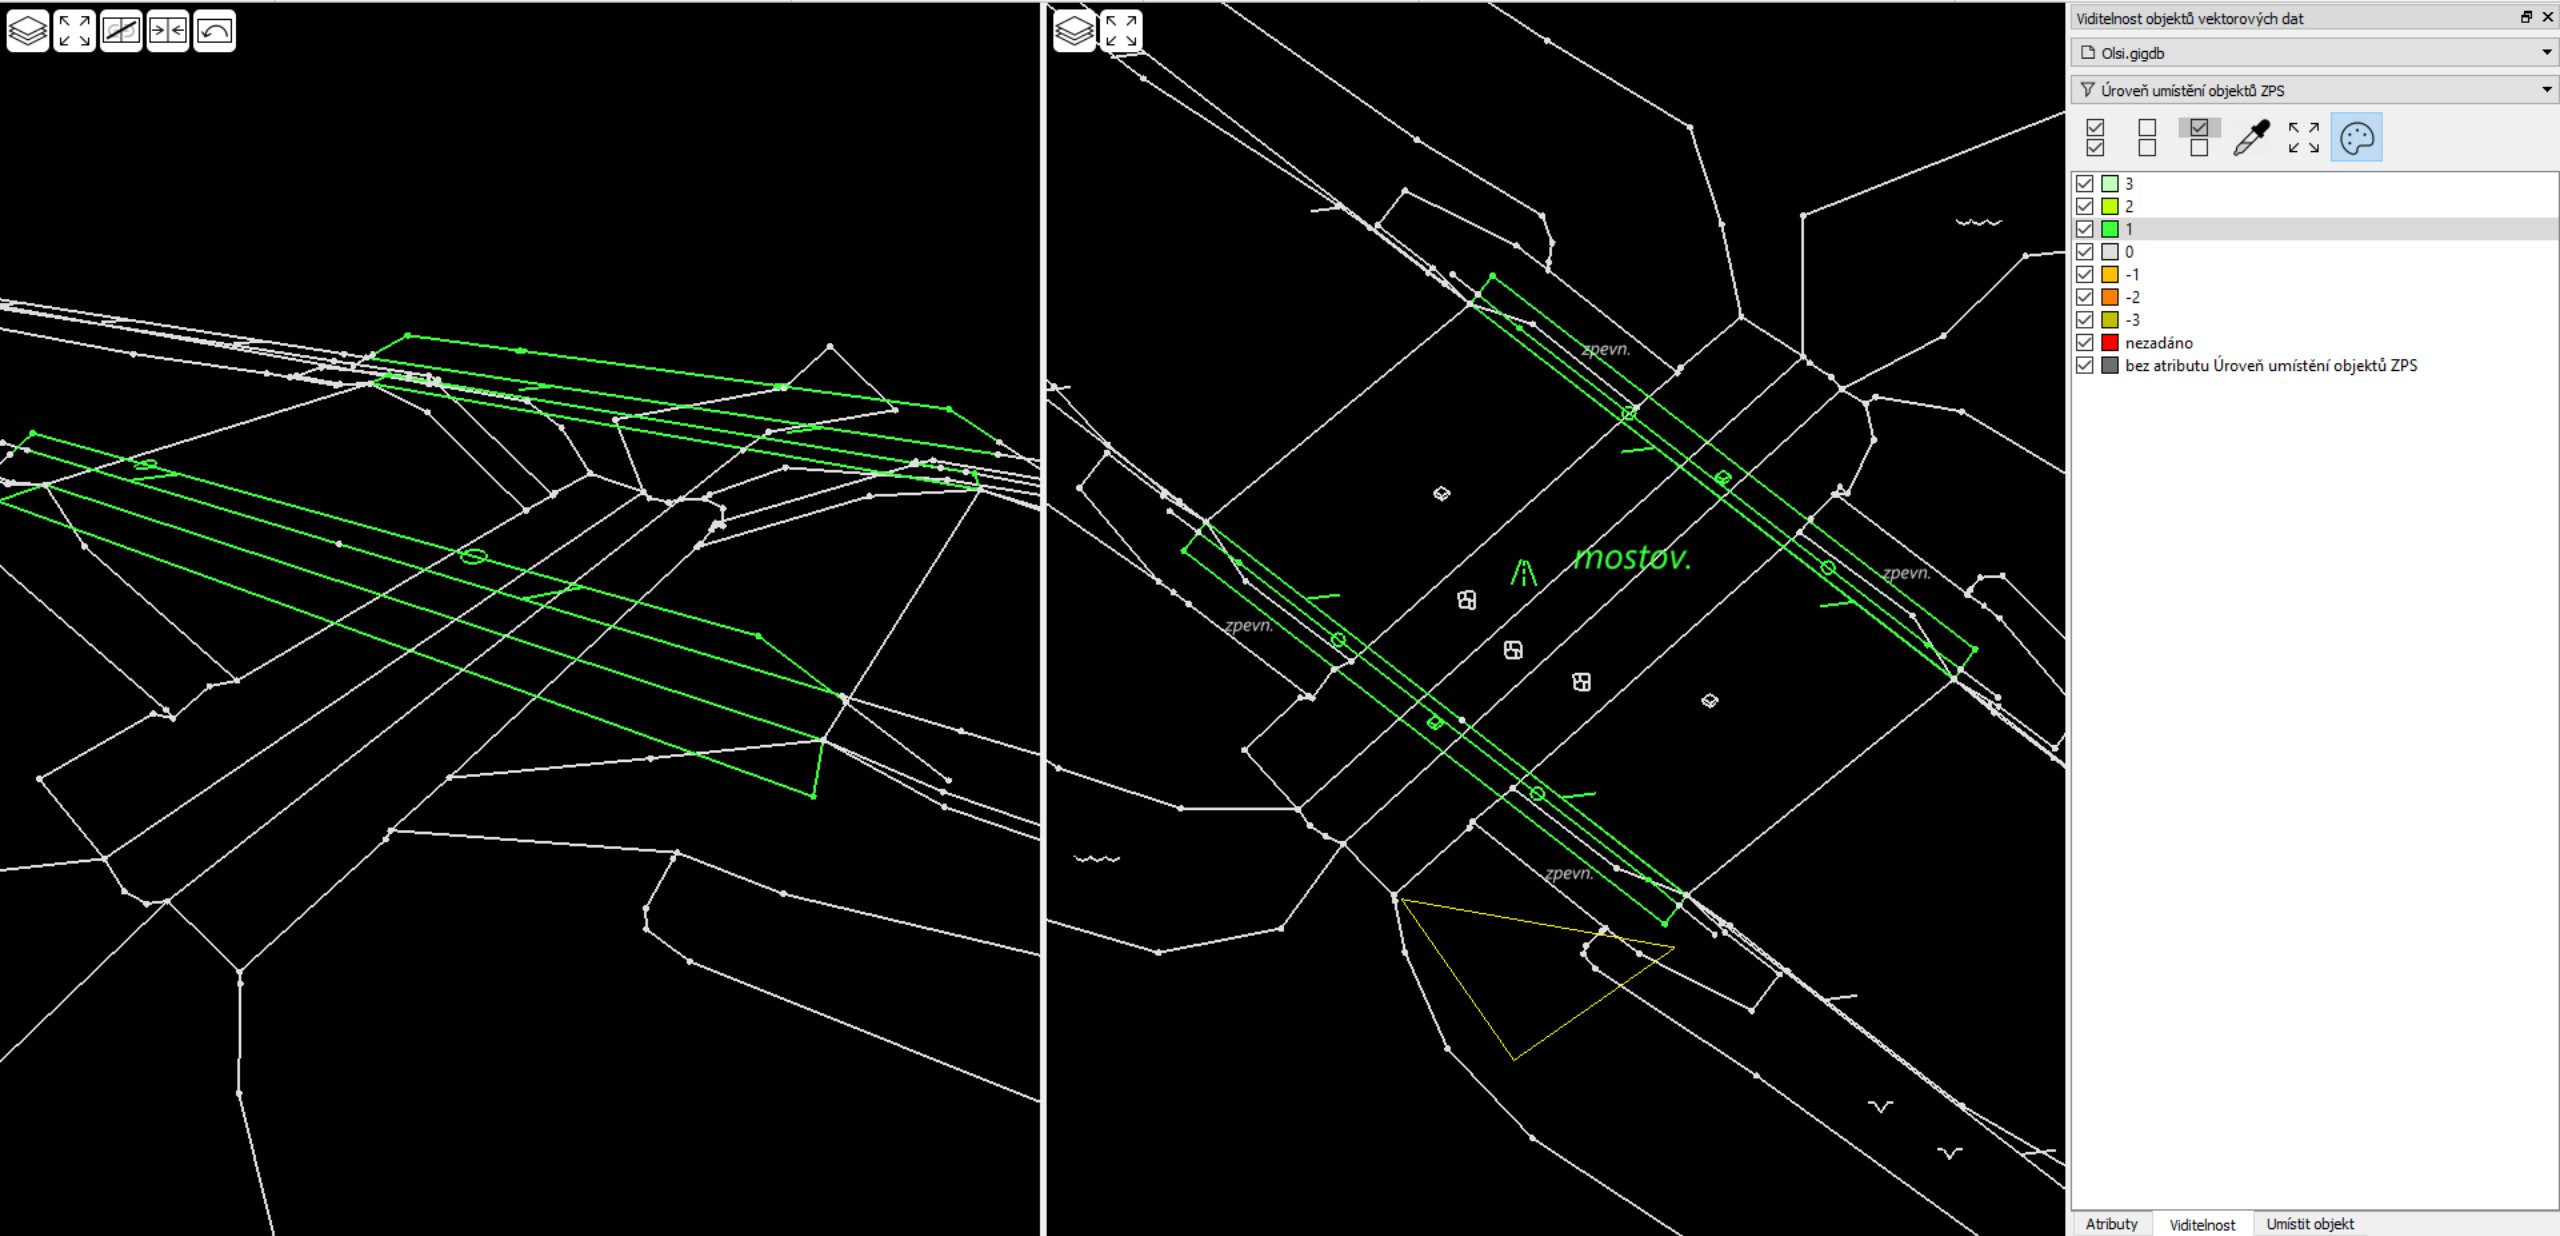 Viditelnost objektů vektorových dat
Olsi.gigdb
Úroveň umístění objektů ZPS
3
2
1
0
-1
-2
-3
nezadáno
bez atributu Úroveň umístění objektů ZPS
zpevn.
mostov.
zpevn.
zpevn.
zpevn.
Atributy
Viditelnost
Umístit objekt